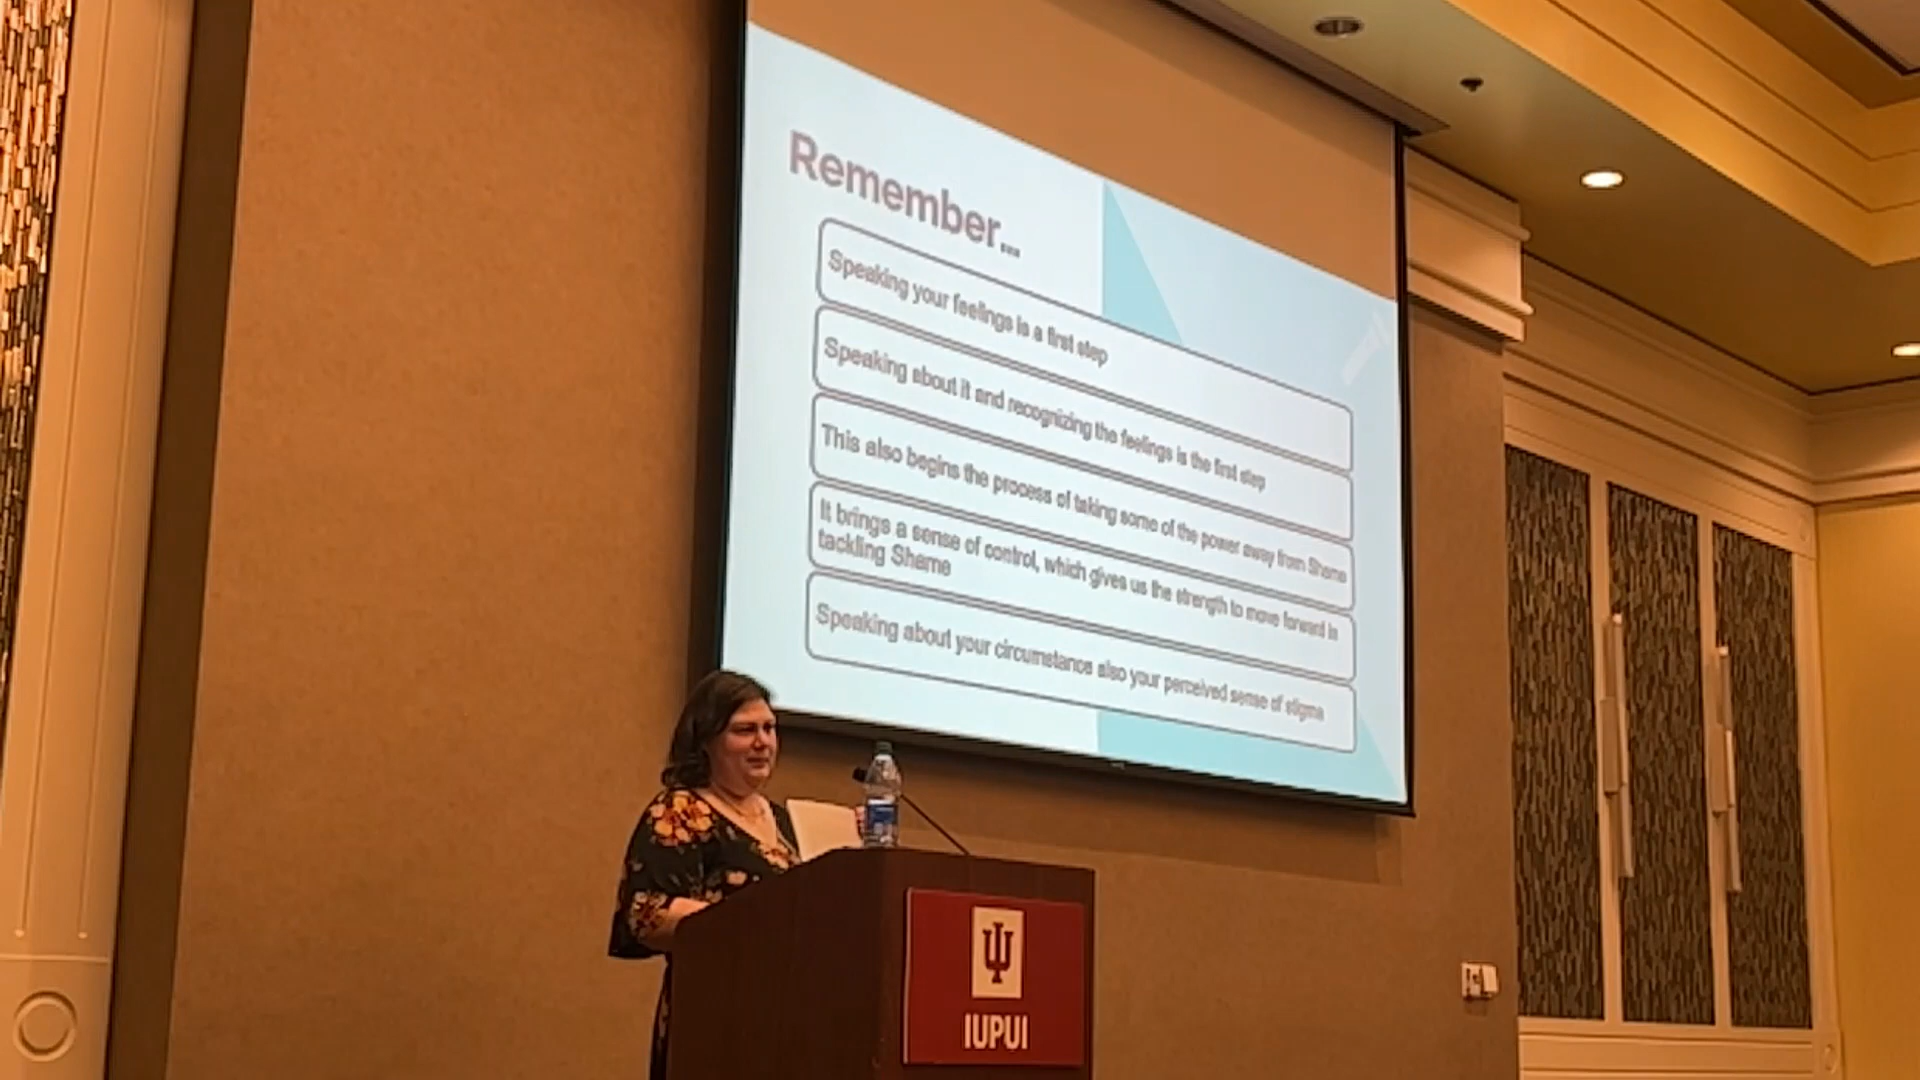 Remember...
Speaking your feelings is a first step
Speaking about it and recognizing the feelings is the first step
This also begins the process of taking some of the power away from Shame
It brings a sense of control, which gives us the strength to move forward in
tackling Shame
Speaking about your circumstance also your perceived sense of stigma
IUPUI